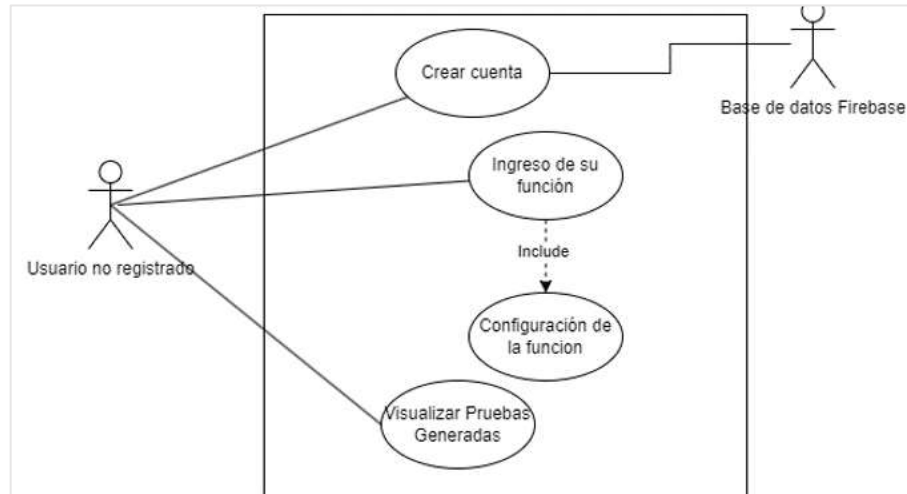 Crear cuenta
Base de datos Firebase
Ingreso de su
función
Usuario no registrado
Include
Configuración de
la funcion
Visualizar Pruebas
Generadas